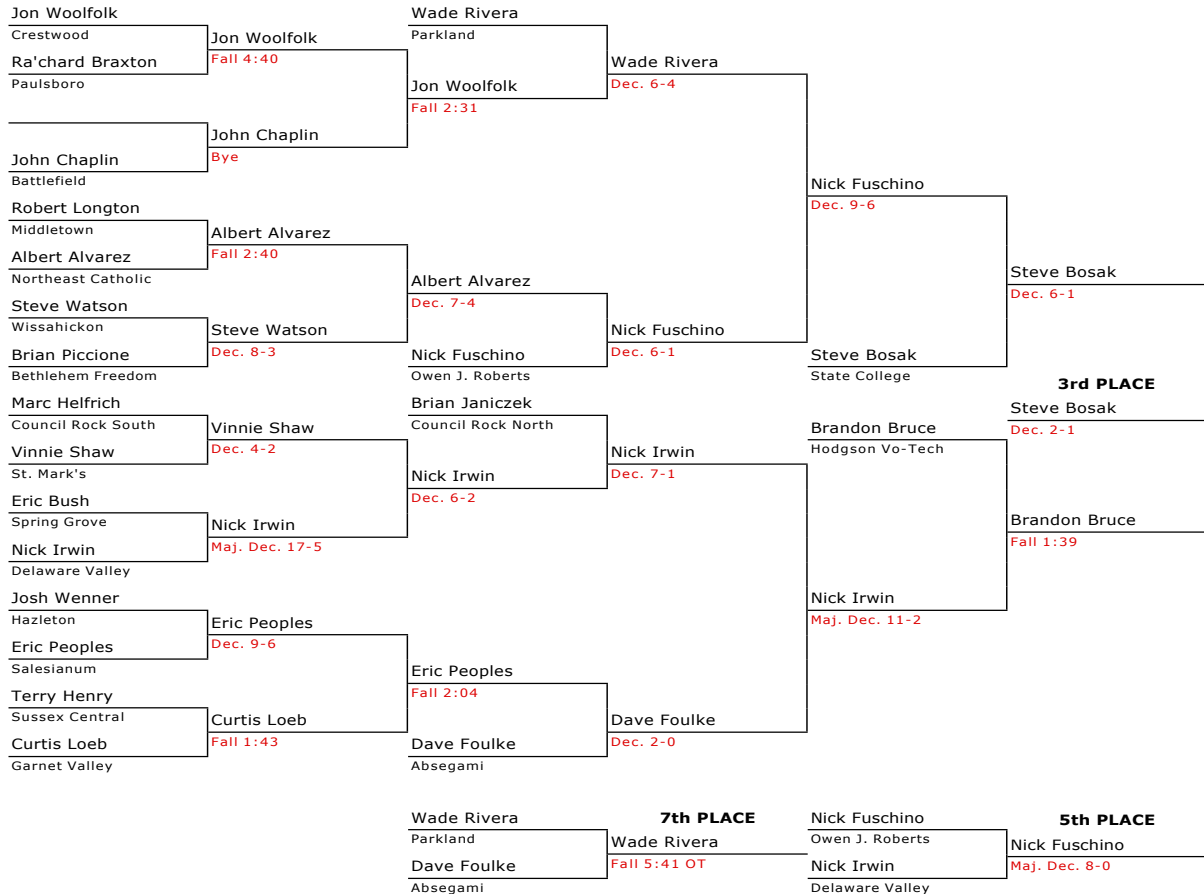 Jon Woolfolk
Crestwood
Ra'chard Braxton
Paulsboro
John Chaplin
Battlefield
Robert Longton
Middletown
Albert Alvarez
Northeast Catholic
Steve Watson
Wissahickon
Brian Piccione
Bethlehem Freedom
Marc Helfrich
Council Rock South
Vinnie Shaw
St. Mark's
Eric Bush
Spring Grove
Nick Irwin
Delaware Valley
Josh Wenner
Hazleton
Eric Peoples
Salesianum
Terry Henry
Sussex Central
Curtis Loeb
Garnet Valley
Jon Woolfolk
Fall 4:40
John Chaplin
Bye
Albert Alvarez
Fall 2:40
Steve Watson
Dec. 8-3
Vinnie Shaw
Dec. 4-2
Nick Irwin
Maj. Dec. 17-5
Eric Peoples
Dec. 9-6
Curtis Loeb
Fall 1:43
Wade Rivera
Parkland
Jon Woolfolk
Fall 2:31
Albert Alvarez
Dec. 7-4
Nick Fuschino
Owen J. Roberts
Brian Janiczek
Council Rock North
Nick Irwin
Dec. 6-2
Eric Peoples
Fall 2:04
Dave Foulke
Absegami
Wade Rivera
Dec. 6-4
Nick Fuschino
Dec. 6-1
Nick Irwin
Dec. 7-1
Dave Foulke
Dec. 2-0
Nick Fuschino
Dec. 9-6
Steve Bosak
State College
Brandon Bruce
Hodgson Vo-Tech
Nick Irwin
Maj. Dec. 11-2
Steve Bosak
Dec. 6-1
3rd PLACE
Steve Bosak
Dec. 2-1
Brandon Bruce
Fall 1:39
Wade Rivera
Parkland
Dave Foulke
Absegami
7th PLACE
Wade Rivera
Fall 5:41 OT
Nick Fuschino
Owen J. Roberts
Nick Irwin
Delaware Valley
5th PLACE
Nick Fuschino
Maj. Dec. 8-0